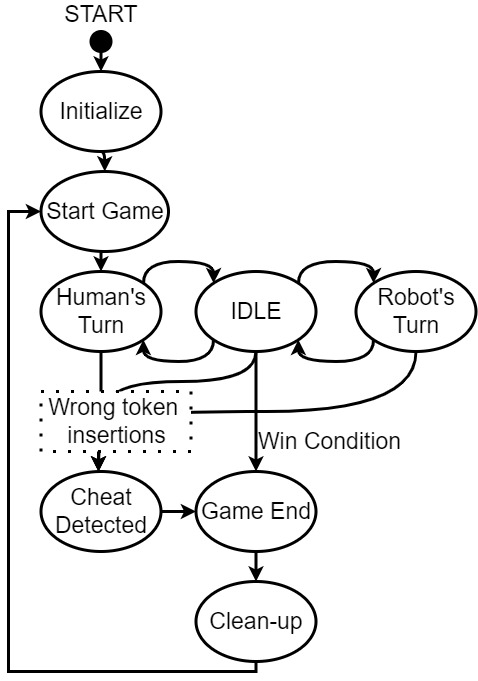 START
Initialize
Start Game
Human's
Turn
IDLE
Robot's
Turn
Wrong token
insertions
Win Condition
Cheat
Detected
Game End
Clean-up